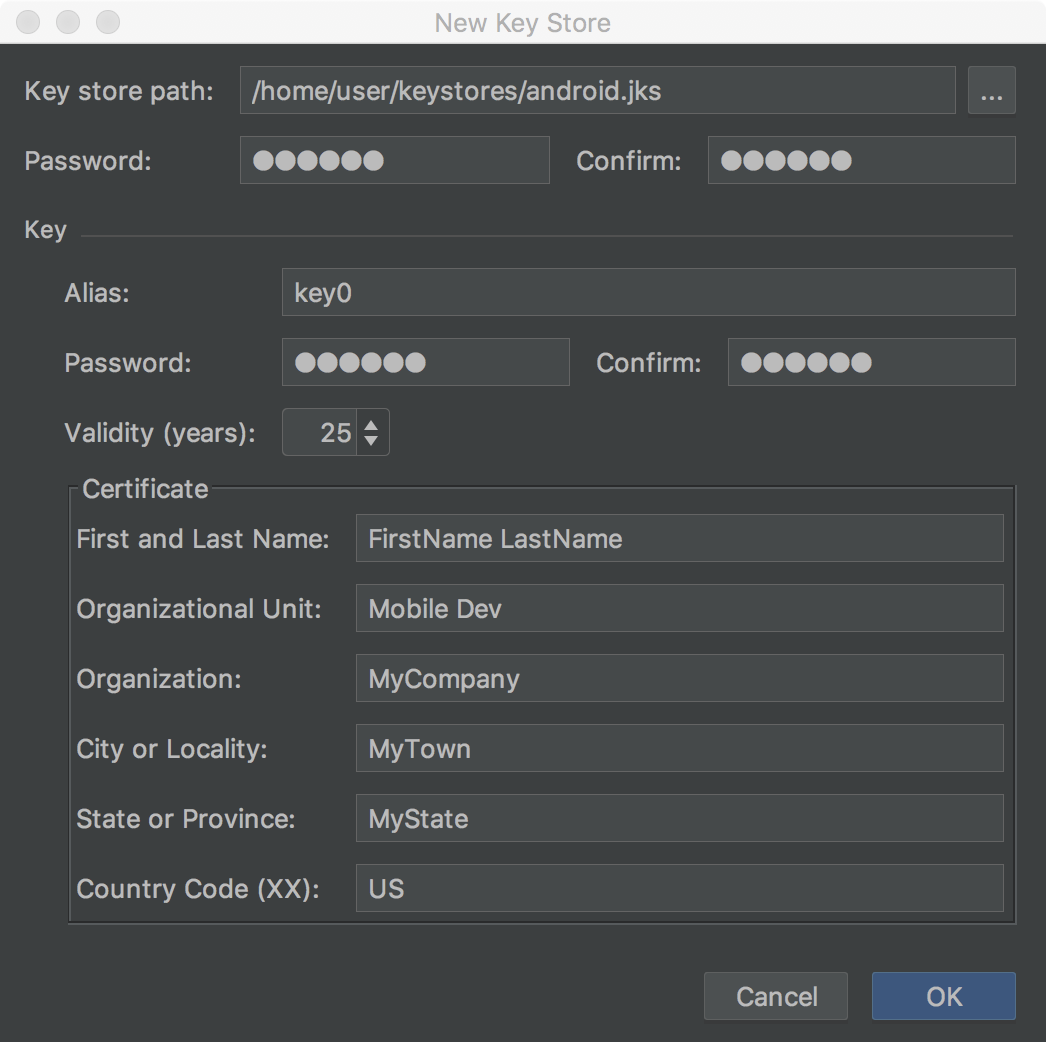 New Key Store
Key store path: /home/user/keystores/android.jks ...
Password: ●●●●●● Confirm: ●●●●●●
Key
Alias: key0
Password: ●●●●●● Confirm: ●●●●●●
Validity (years): 25
Certificate
First and Last Name: FirstName LastName
Organizational Unit: Mobile Dev
Organization: MyCompany
City or Locality: MyTown
State or Province: MyState
Country Code (XX): US
Cancel OK